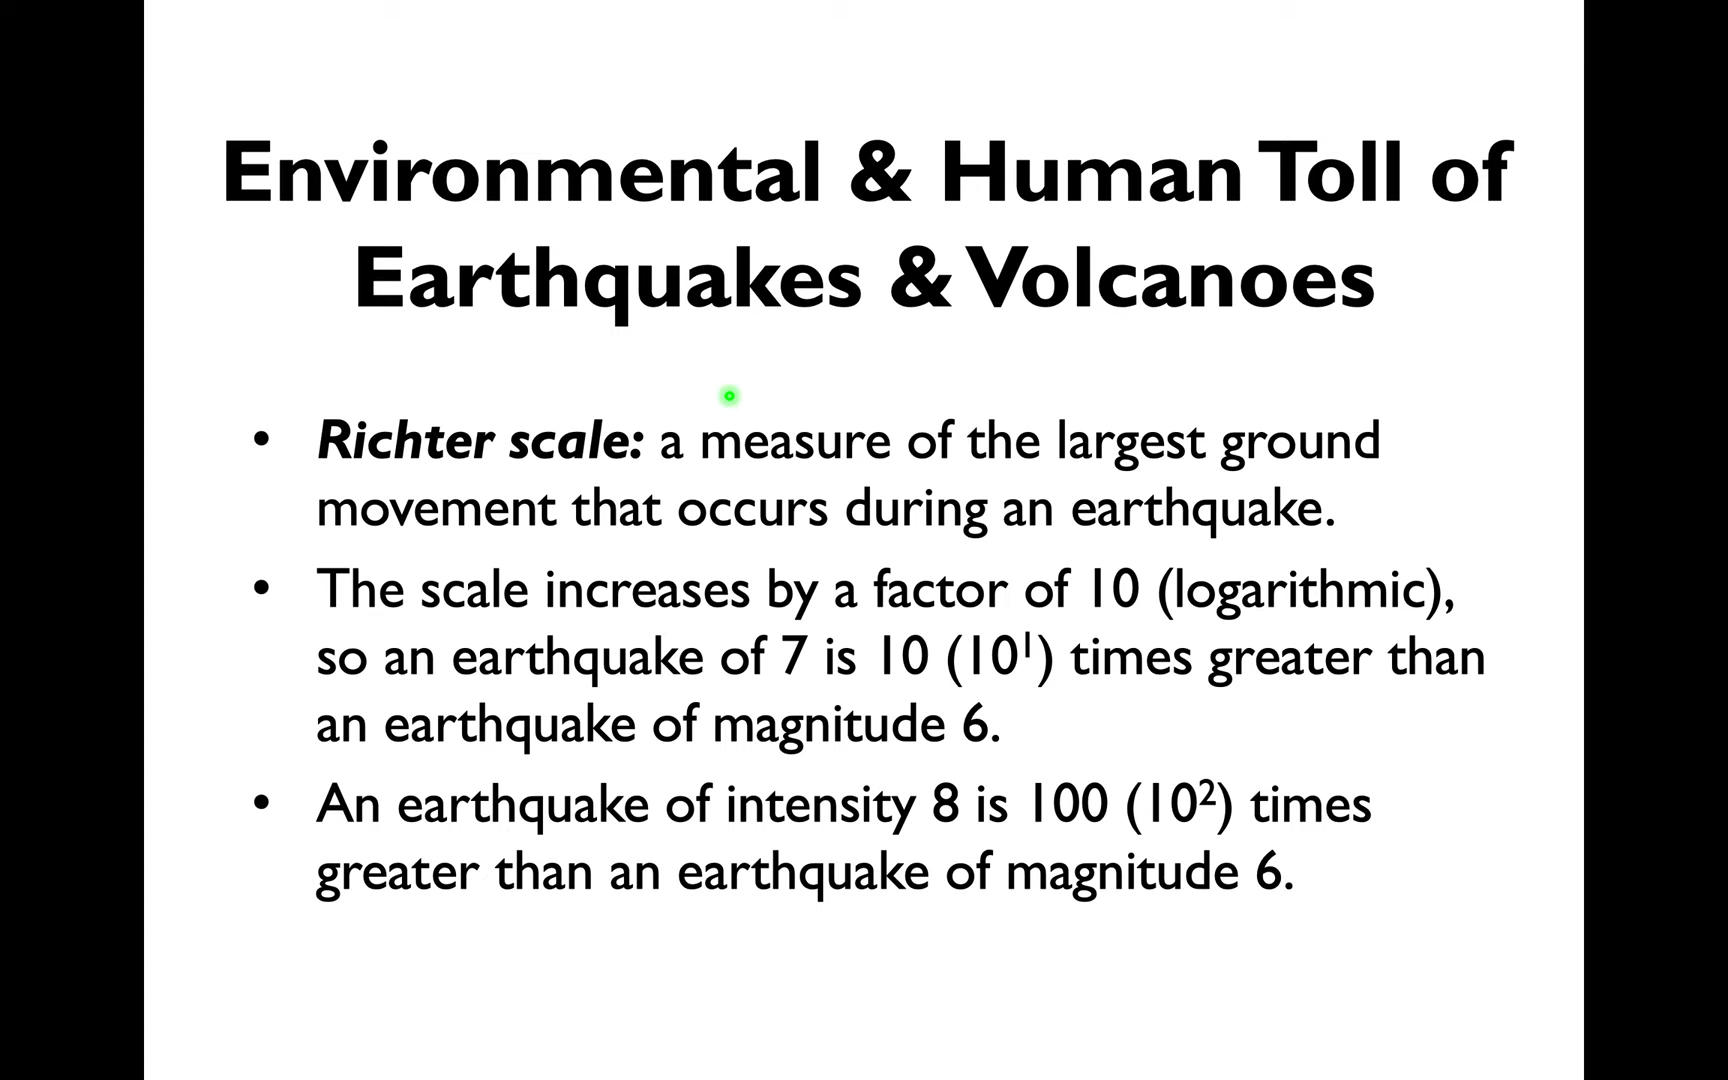 Environmental & Human Toll of
Earthquakes & Volcanoes
• Richter scale: a measure of the largest ground
movement that occurs during an earthquake.
• The scale increases by a factor of 10 (logarithmic),
so an earthquake of 7 is 10 (10¹) times greater than
an earthquake of magnitude 6.
• An earthquake of intensity 8 is 100 (10²) times
greater than an earthquake of magnitude 6.